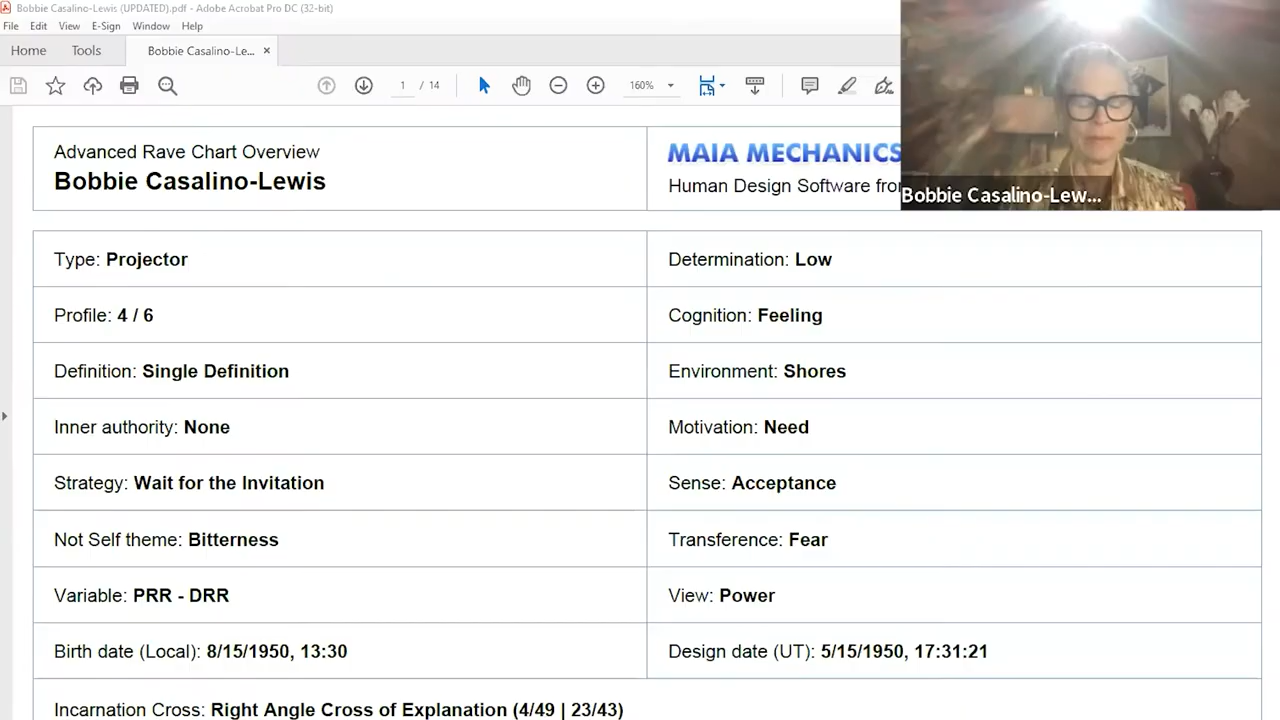 Bobbie Casalino-Lewis (UPDATED).pdf - Adobe Acrobat Pro DC (32-bit)
File Edit View E-Sign Window Help
Home Tools Bobbie Casalino-Le... ×
1 / 14 160%
Advanced Rave Chart Overview
Bobbie Casalino-Lewis
MAIA MECHANICS
Human Design Software fro
Bobbie Casalino-Lew...
Type: Projector
Determination: Low
Profile: 4 / 6
Cognition: Feeling
Definition: Single Definition
Environment: Shores
Inner authority: None
Motivation: Need
Strategy: Wait for the Invitation
Sense: Acceptance
Not Self theme: Bitterness
Transference: Fear
Variable: PRR - DRR
View: Power
Birth date (Local): 8/15/1950, 13:30
Design date (UT): 5/15/1950, 17:31:21
Incarnation Cross: Right Angle Cross of Explanation (4/49 | 23/43)